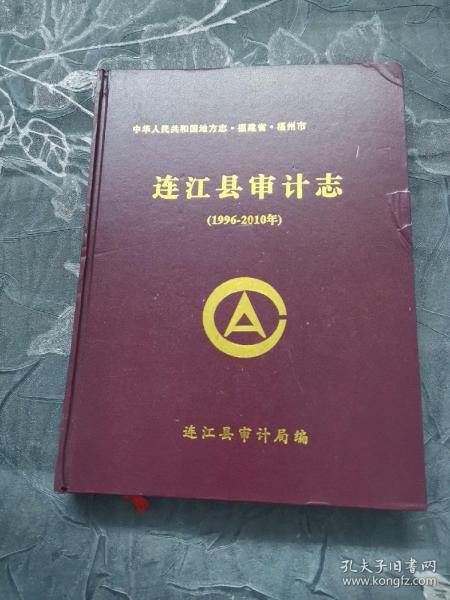 中华人民共和国地方志·福建省·福州市
连江县审计志
(1996-2010年)
连江县审计局编
孔夫子旧书网
www.kongfz.com